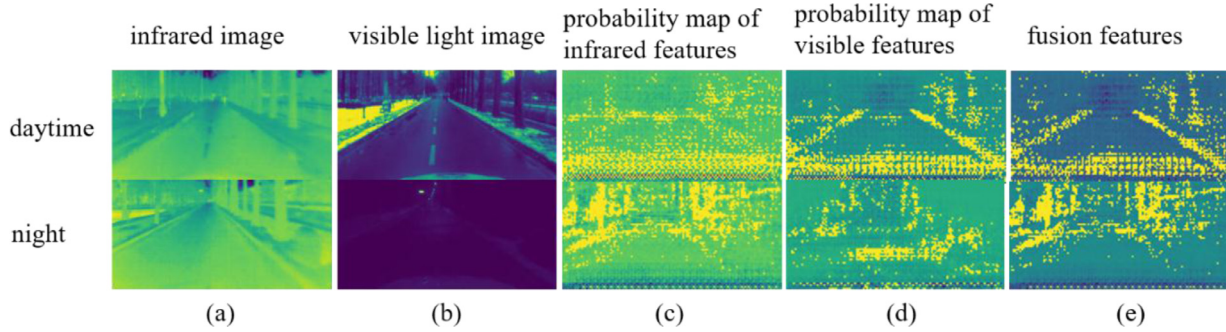 infrared image
visible light image
probability map of
infrared features
probability map of
visible features
fusion features
daytime
night
(a)
(b)
(c)
(d)
(e)